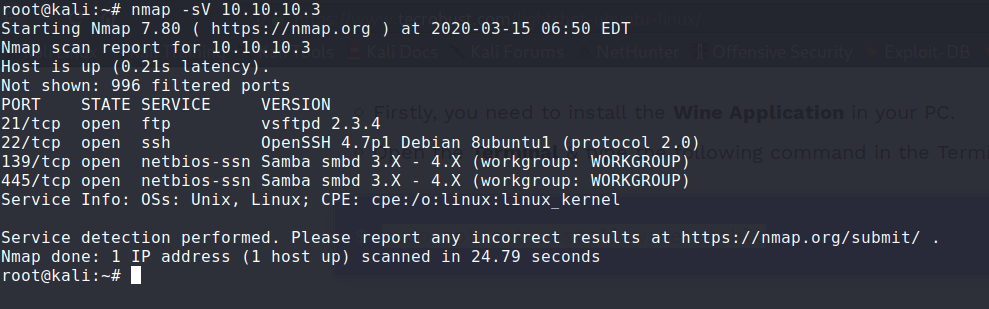 root@kali:~# nmap -sV 10.10.10.3
Starting Nmap 7.80 ( https://nmap.org ) at 2020-03-15 06:50 EDT
Nmap scan report for 10.10.10.3
Host is up (0.21s latency).
Kali Docs Kali Forums NetHunter Offensive Security Exploit-DB
Not shown: 996 filtered ports
PORT STATE SERVICE VERSION
Firstly, you need to install the Wine Application in your PC.
21/tcp open ftp vsftpd 2.3.4
22/tcp open ssh OpenSSH 4.7p1 Debian 8ubuntu1 (protocol 2.0)
following command in the Termi
139/tcp open netbios-ssn Samba smbd 3.X - 4.X (workgroup: WORKGROUP)
445/tcp open netbios-ssn Samba smbd 3.X - 4.X (workgroup: WORKGROUP)
Service Info: OSs: Unix, Linux; CPE: cpe:/o:linux:linux_kernel
Service detection performed. Please report any incorrect results at https://nmap.org/submit/ .
Nmap done: 1 IP address (1 host up) scanned in 24.79 seconds
root@kali:~#